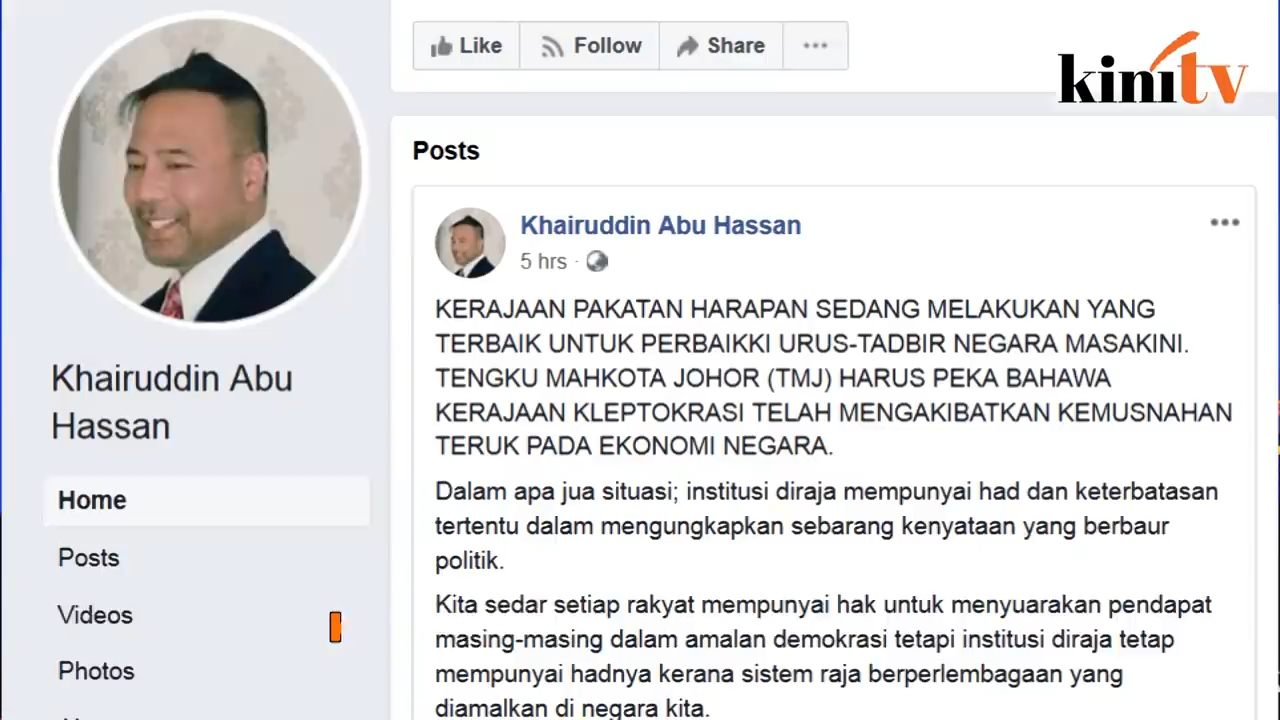 Like
Follow
Share
kinitv
Posts
Khairuddin Abu Hassan
5 hrs ·
KERAJAAN PAKATAN HARAPAN SEDANG MELAKUKAN YANG
TERBAIK UNTUK PERBAIKKI URUS-TADBIR NEGARA MASAKINI.
TENGKU MAHKOTA JOHOR (TMJ) HARUS PEKA BAHAWA
KERAJAAN KLEPTOKRASI TELAH MENGAKIBATKAN KEMUSNAHAN
TERUK PADA EKONOMI NEGARA.
Dalam apa jua situasi; institusi diraja mempunyai had dan keterbatasan
tertentu dalam mengungkapkan sebarang kenyataan yang berbaur
politik.
Kita sedar setiap rakyat mempunyai hak untuk menyuarakan pendapat
masing-masing dalam amalan demokrasi tetapi institusi diraja tetap
mempunyai hadnya kerana sistem raja berperlembagaan yang
diamalkan di negara kita.
Khairuddin Abu
Hassan
Home
Posts
Videos
Photos